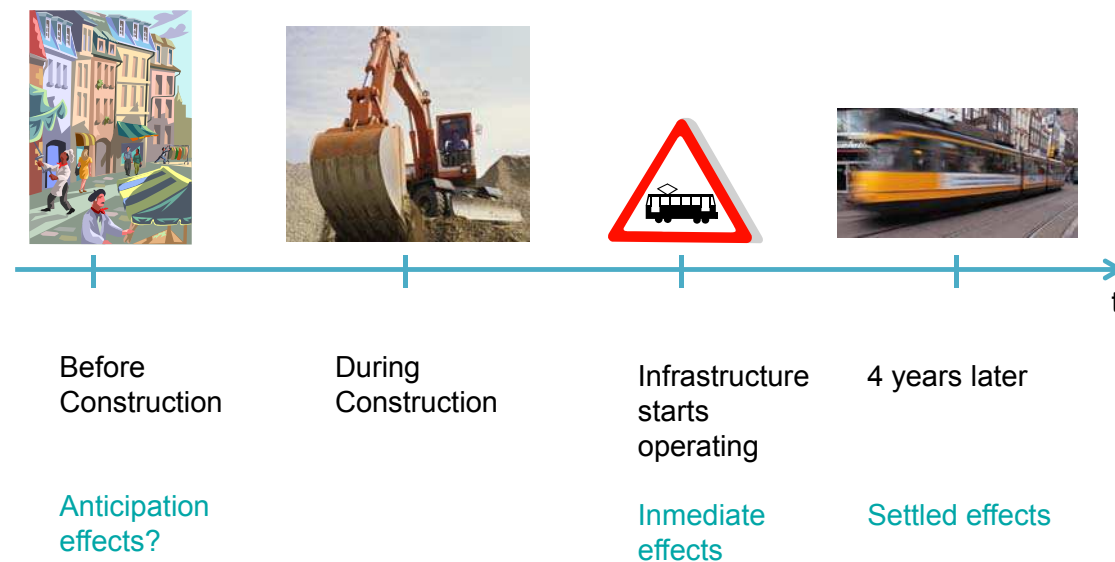 t
Before
Construction
During
Construction
Infrastructure
starts
operating
4 years later
Anticipation
effects?
Inmediate
effects
Settled effects